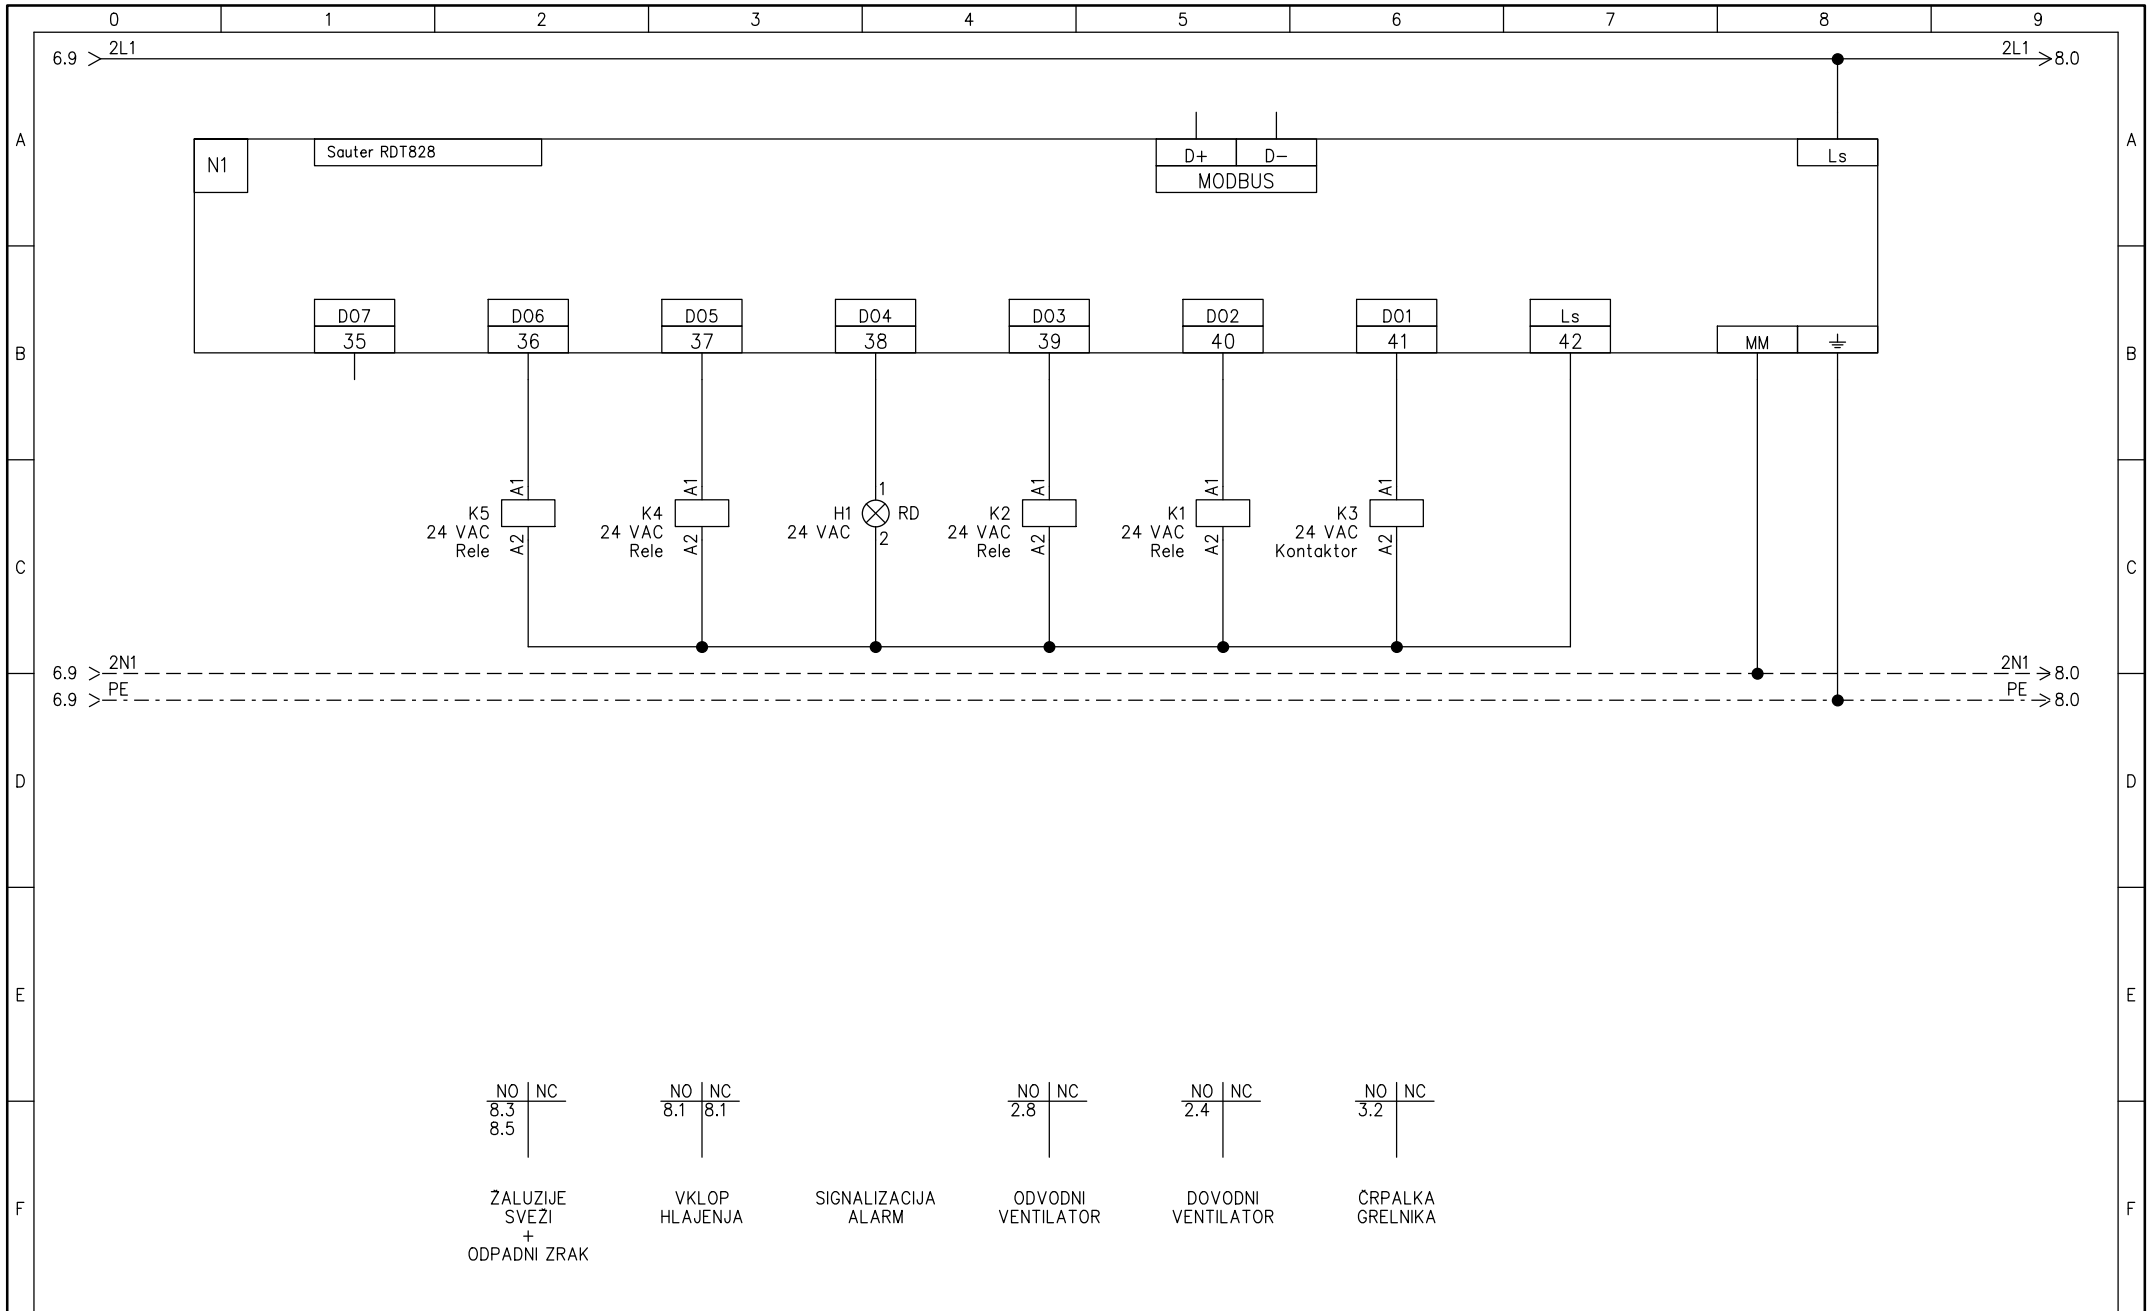 0 1 2 3 4 5 6 7 8 9
2L1 2L1
6.9 8.0
A A
N1 Sauter RDT828 D+ D- Ls
MODBUS
DO7 DO6 DO5 DO4 DO3 DO2 DO1 Ls
B 35 36 37 38 39 40 41 42 MM B
A1 A1 1 A1 A1 A1
K5 K4 H1 RD K2 K1 K3
24 VAC 24 VAC 24 VAC 24 VAC 24 VAC 24 VAC
Rele Rele Rele Rele Kontaktor
A2 A2 2 A2 A2 A2
C C
2N1 2N1
6.9 8.0
PE PE
6.9 8.0
D D
E E
NO NC NO NC NO NC NO NC NO NC
8.3 8.1 8.1 2.8 2.4 3.2
8.5
F F
ŽALUZIJE
SVEŽI
+
ODPADNI ZRAK
VKLOP
HLAJENJA
SIGNALIZACIJA
ALARM
ODVODNI
VENTILATOR
DOVODNI
VENTILATOR
ČRPALKA
GRELNIKA